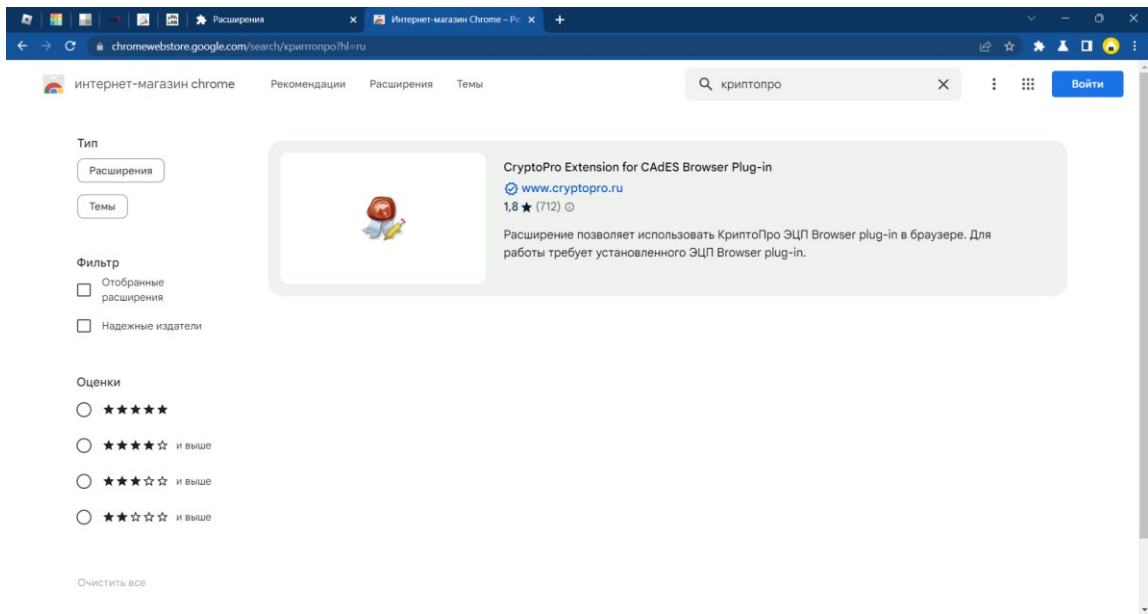 Расширения
Интернет-магазин Chrome – Ре
chromewebstore.google.com/search/криптопро?hl=ru
интернет-магазин chrome
Рекомендации
Расширения
Темы
криптопро
Войти
Тип
Расширения
Темы
Фильтр
Отобранные
расширения
Надежные издатели
Оценки
и выше
и выше
и выше
Очистить все
CryptoPro Extension for CAdES Browser Plug-in
www.cryptopro.ru
1,8 ★ (712)
Расширение позволяет использовать КриптоПро ЭЦП Browser plug-in в браузере. Для
работы требует установленного ЭЦП Browser plug-in.